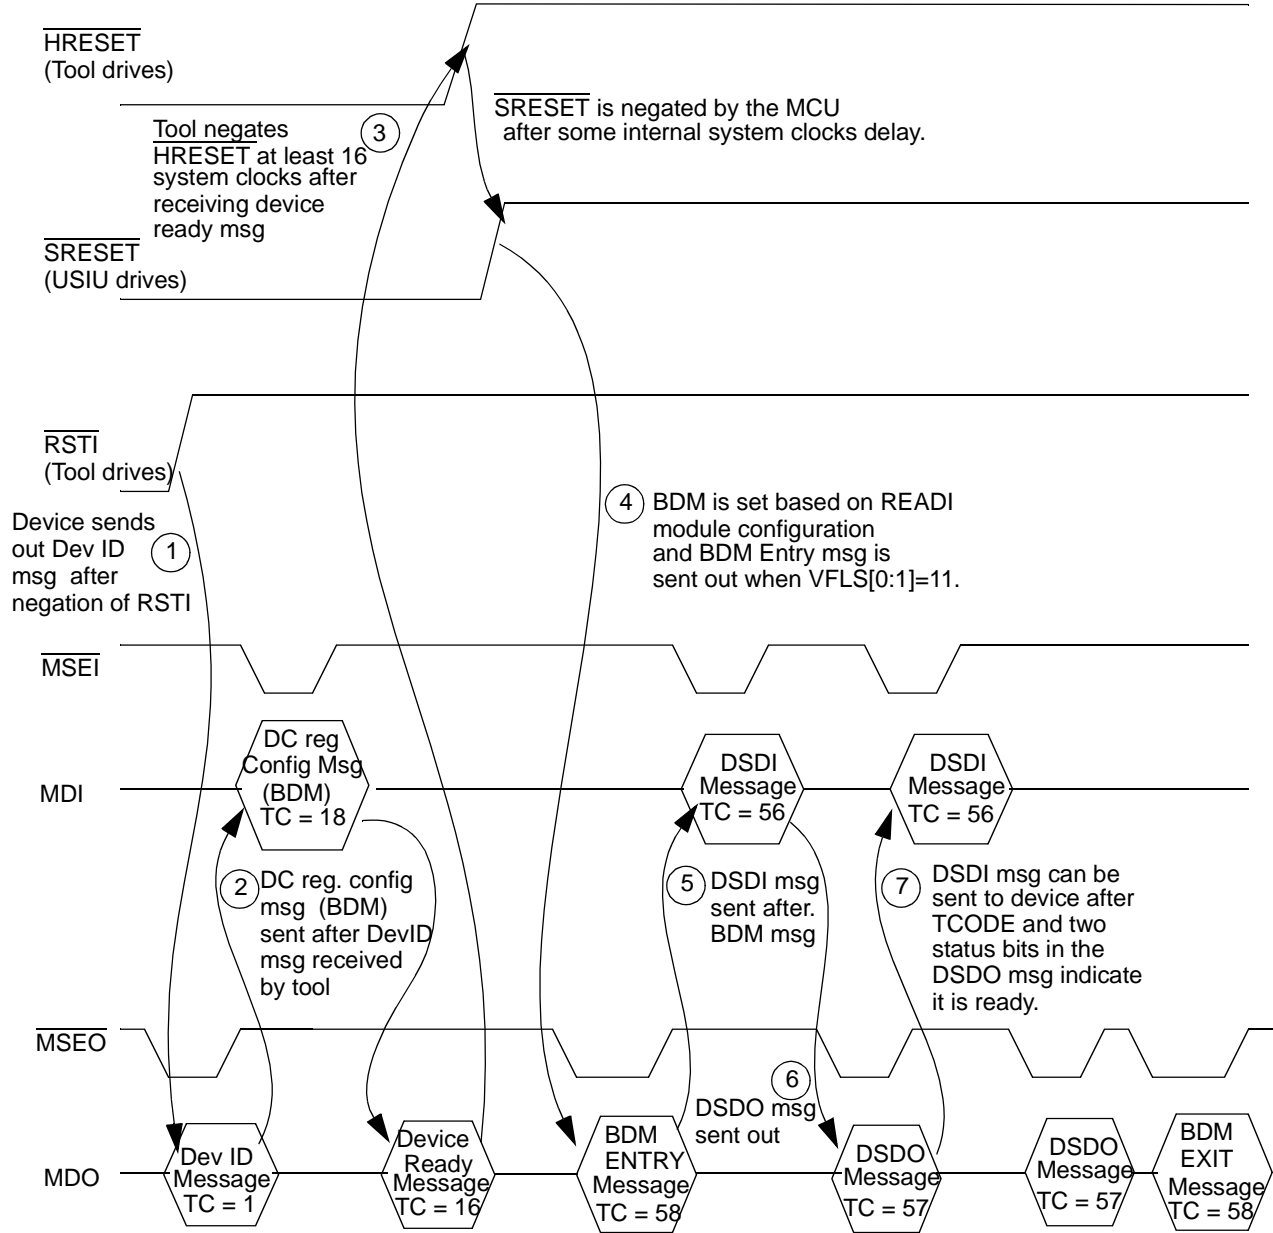 HRESET
(Tool drives)
Tool negates
HRESET at least 16
system clocks after
receiving device
ready msg
3
SRESET is negated by the MCU
after some internal system clocks delay.
SRESET
(USIU drives)
RSTI
(Tool drives)
Device sends
out Dev ID
msg after
negation of RSTI
1
4
BDM is set based on READI
module configuration
and BDM Entry msg is
sent out when VFLS[0:1]=11.
MSEI
MDI
DC reg
Config Msg
(BDM)
TC = 18
DSDI
Message
TC = 56
DSDI
Message
TC = 56
2
DC reg. config
msg (BDM)
sent after DevID
msg received
by tool
5
DSDI msg
sent after.
BDM msg
7
DSDI msg can be
sent to device after
TCODE and two
status bits in the
DSDO msg indicate
it is ready.
MSEO
6
DSDO msg
sent out
MDO
Dev ID
Message
TC = 1
Device
Ready
Message
TC = 16
BDM
ENTRY
Message
TC = 58
DSDO
Message
TC = 57
DSDO
Message
TC = 57
BDM
EXIT
Message
TC = 58